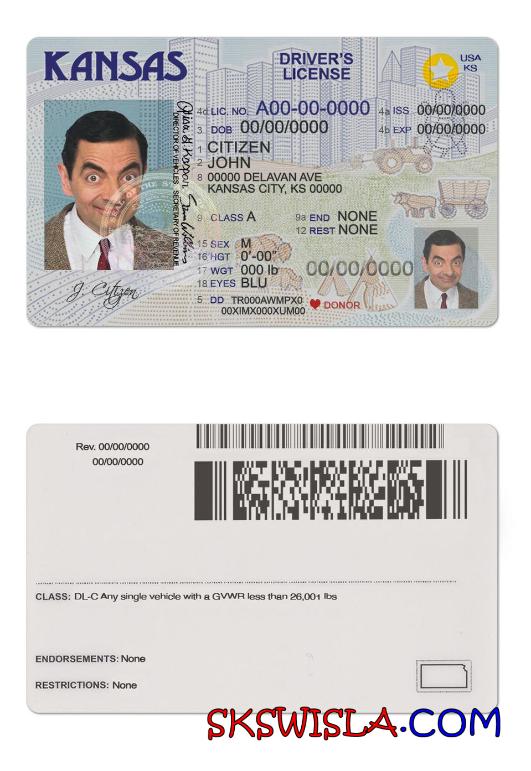 KANSAS
DRIVER'S
LICENSE
USA
KS
4d LIC. NO. A00-00-0000 4a ISS 00/00/0000
3. DOB 00/00/0000 4b EXP 00/00/0000
1 CITIZEN
2 JOHN
8 00000 DELAVAN AVE
KANSAS CITY, KS 00000
9 CLASS A 9a END NONE
12 REST NONE
15 SEX M
16 HGT 0'-00"
17 WGT 000 lb 00/00/0000
18 EYES BLU
5 DD TR000AWMPX0
00XIMX000XUM00
DONOR
DIRECTOR OF VEHICLES SECRETARY OF REVENUE
J. Citizen
Rev. 00/00/0000
00/00/0000
CLASS: DL-C Any single vehicle with a GVWR less than 26,001 lbs
ENDORSEMENTS: None
RESTRICTIONS: None
SKSWISLA.COM